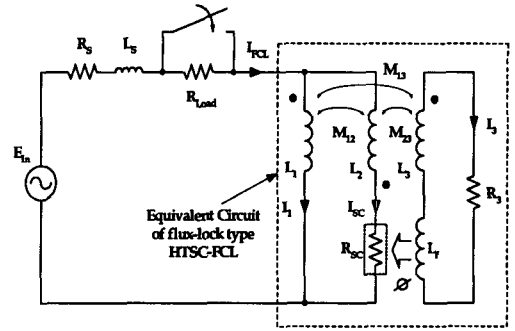 R_S
L_S
R_Load
I_FCL
M_13
E_In
L_1
M_12
L_2
M_23
L_3
I_3
R_3
I_1
I_SC
R_SC
L_f
Ø
Equivalent Circuit
of flux-lock type
HTSC-FCL